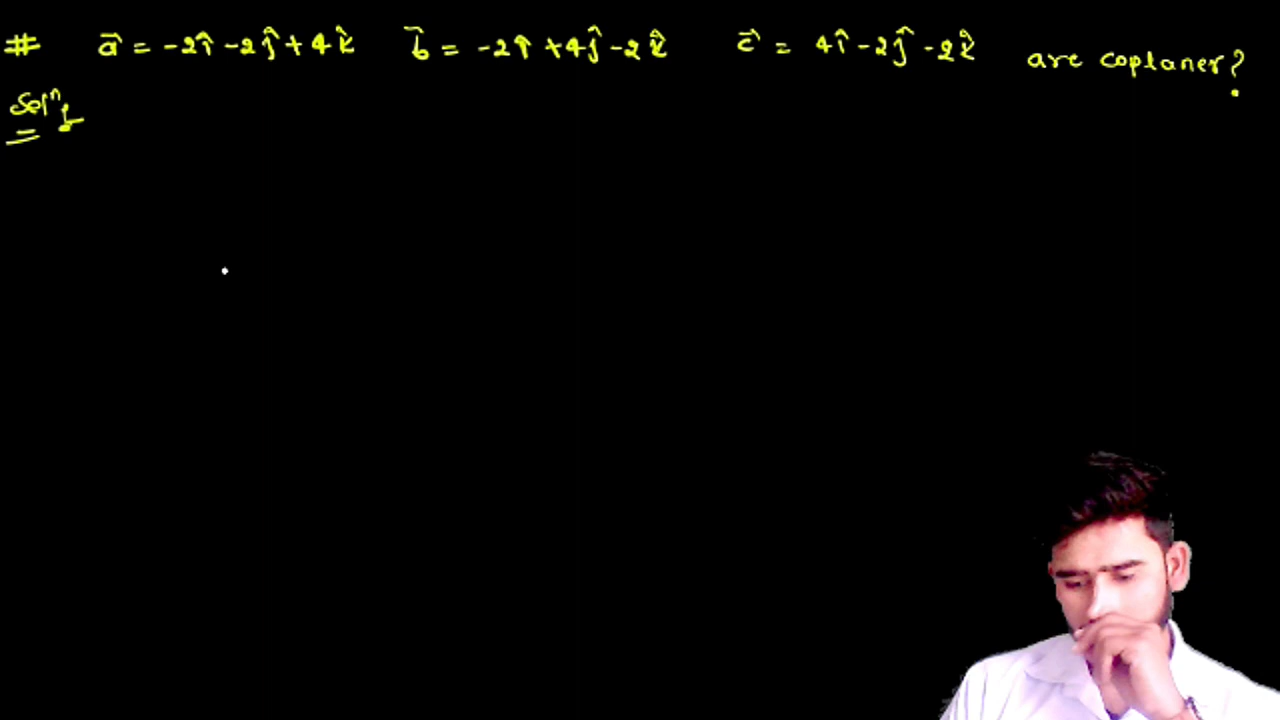 # a⃗ = -2î -2ĵ + 4k̂ b⃗ = -2î + 4ĵ - 2k̂ c⃗ = 4î - 2ĵ - 2k̂ are coplaner?
Solⁿ